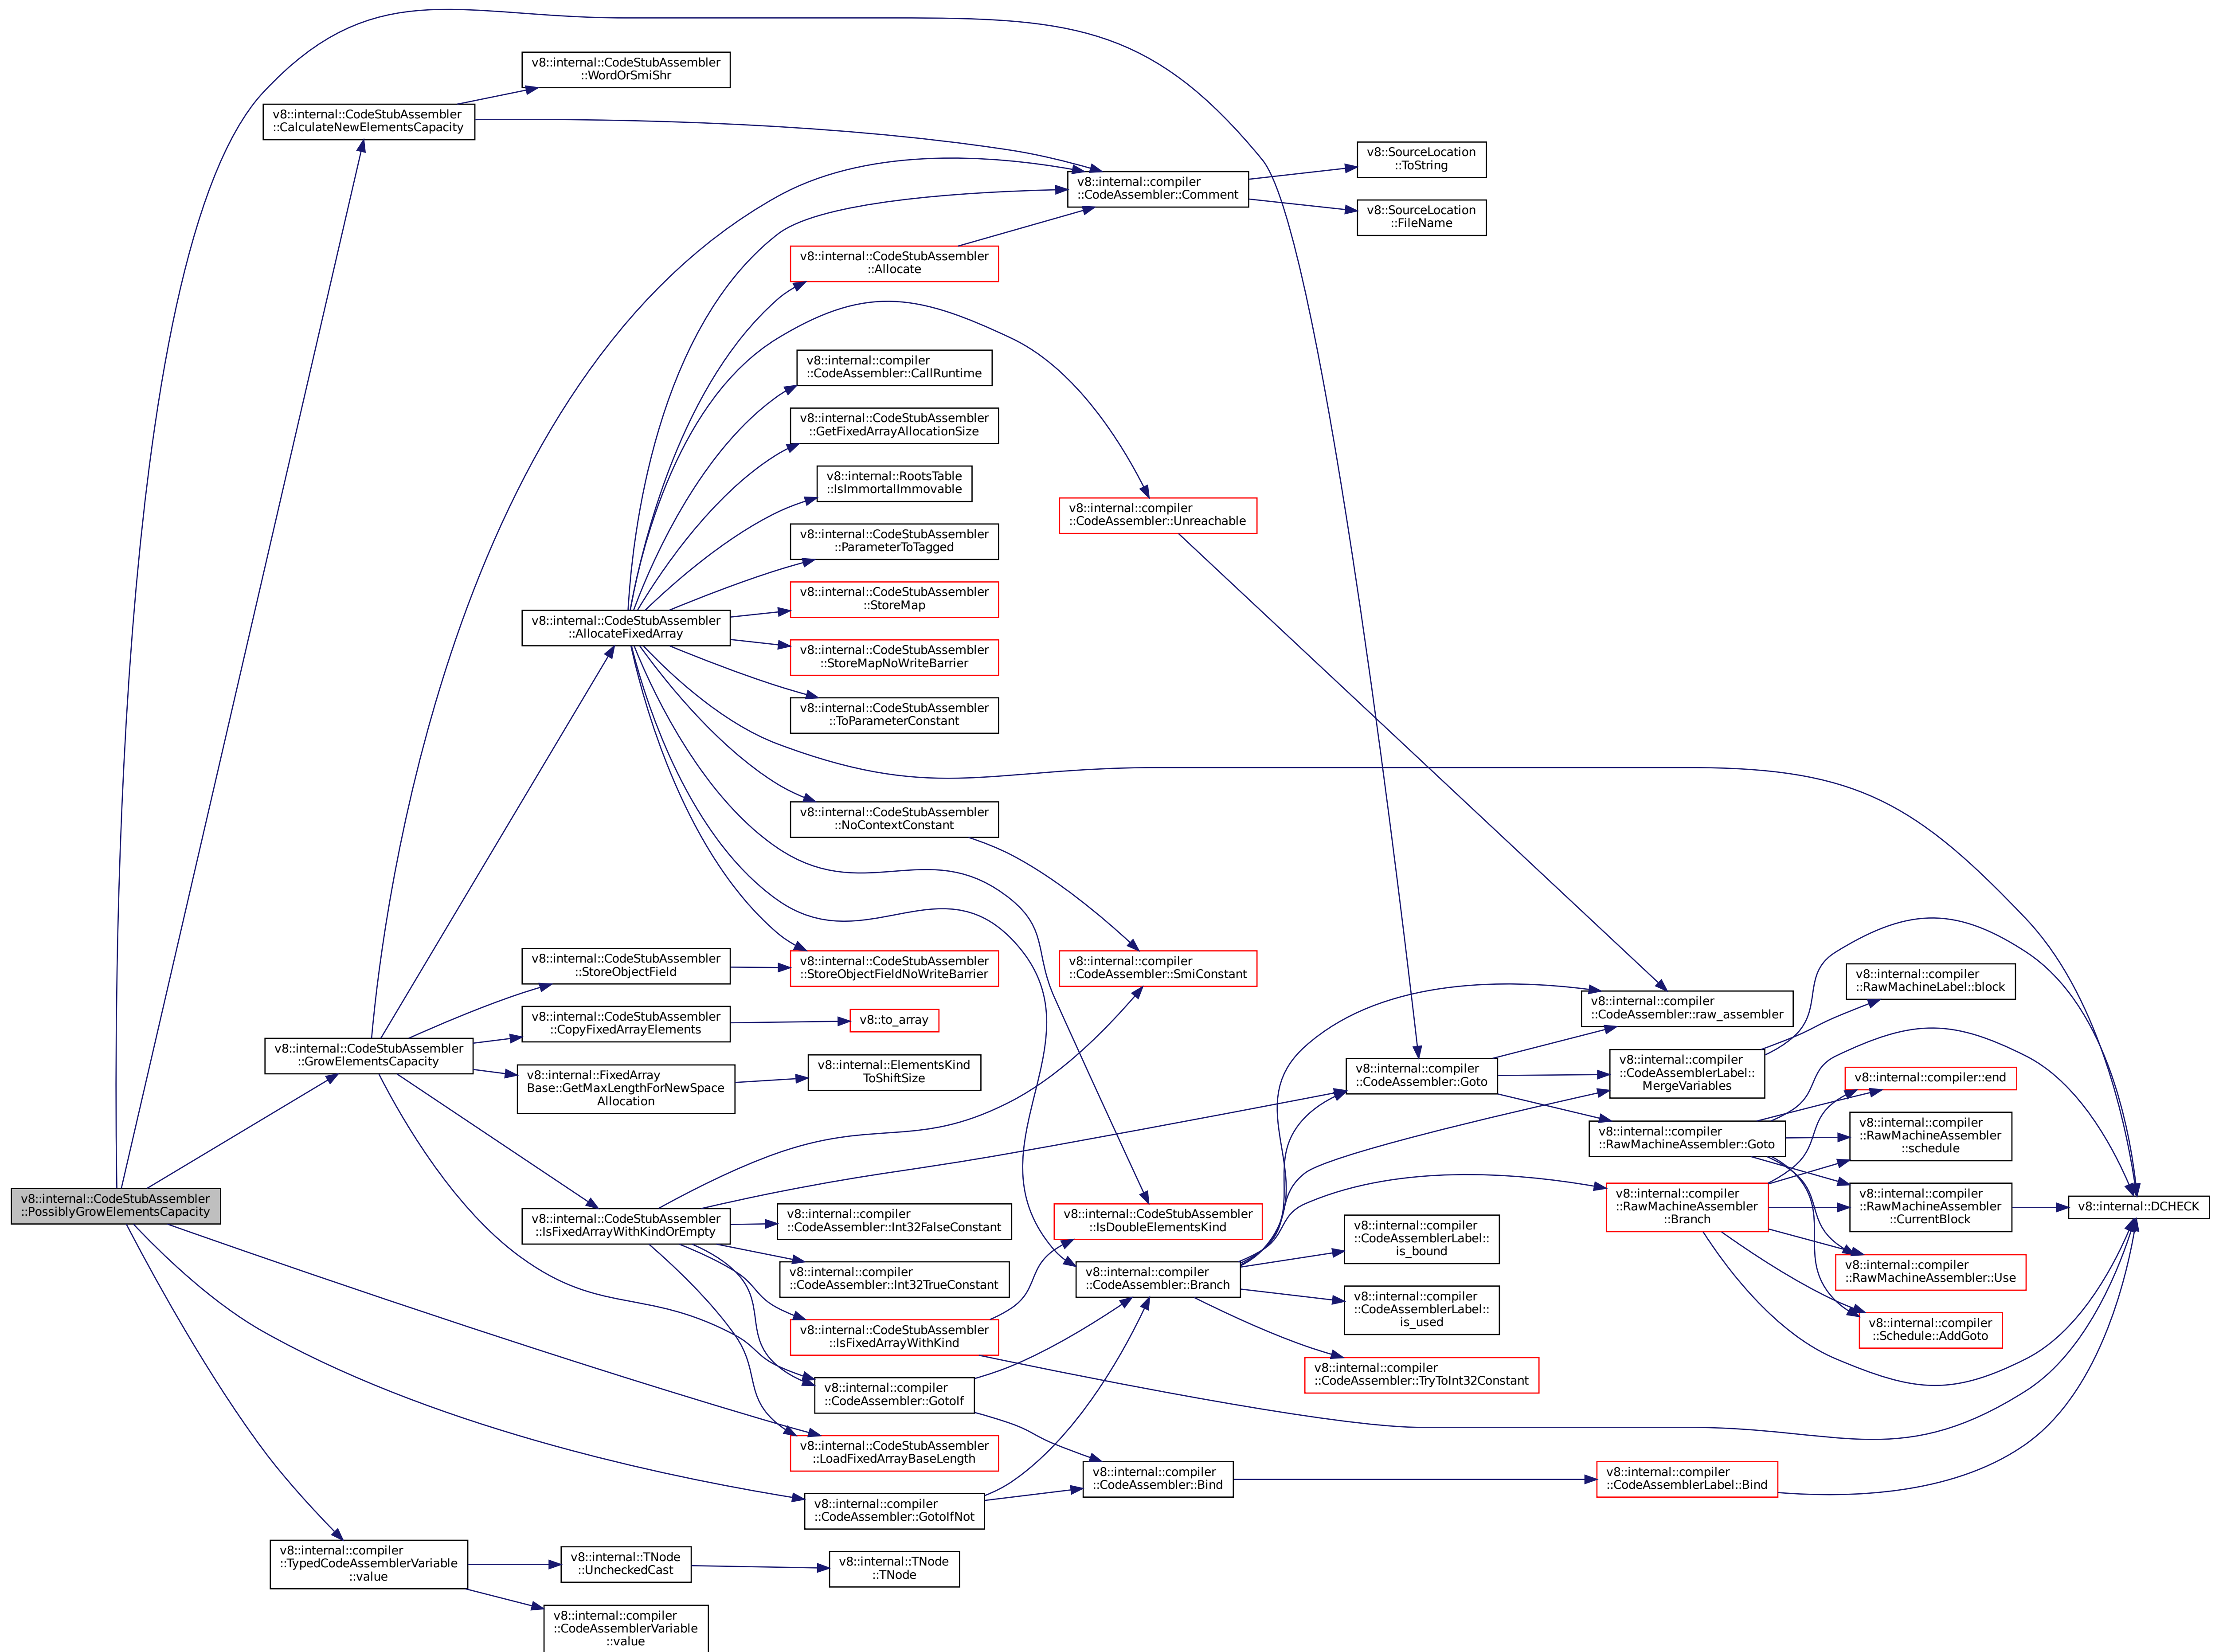 v8::internal::CodeStubAssembler
::PossiblyGrowElementsCapacity
v8::internal::CodeStubAssembler
::CalculateNewElementsCapacity
v8::internal::CodeStubAssembler
::GrowElementsCapacity
v8::internal::compiler
::TypedCodeAssemblerVariable
::value
v8::internal::CodeStubAssembler
::WordOrSmiShr
v8::internal::CodeStubAssembler
::AllocateFixedArray
v8::internal::CodeStubAssembler
::StoreObjectField
v8::internal::CodeStubAssembler
::CopyFixedArrayElements
v8::internal::FixedArray
Base::GetMaxLengthForNewSpace
Allocation
v8::internal::CodeStubAssembler
::IsFixedArrayWithKindOrEmpty
v8::internal::TNode
::UncheckedCast
v8::internal::compiler
::CodeAssemblerVariable
::value
v8::internal::CodeStubAssembler
::Allocate
v8::internal::compiler
::CodeAssembler::CallRuntime
v8::internal::CodeStubAssembler
::GetFixedArrayAllocationSize
v8::internal::RootsTable
::IsImmortalImmovable
v8::internal::CodeStubAssembler
::ParameterToTagged
v8::internal::CodeStubAssembler
::StoreMap
v8::internal::CodeStubAssembler
::StoreMapNoWriteBarrier
v8::internal::CodeStubAssembler
::ToParameterConstant
v8::internal::CodeStubAssembler
::NoContextConstant
v8::internal::CodeStubAssembler
::StoreObjectFieldNoWriteBarrier
v8::to_array
v8::internal::ElementsKind
ToShiftSize
v8::internal::compiler
::CodeAssembler::Int32FalseConstant
v8::internal::compiler
::CodeAssembler::Int32TrueConstant
v8::internal::CodeStubAssembler
::IsFixedArrayWithKind
v8::internal::compiler
::CodeAssembler::GotoIf
v8::internal::CodeStubAssembler
::LoadFixedArrayBaseLength
v8::internal::compiler
::CodeAssembler::GotoIfNot
v8::internal::TNode
::TNode
v8::internal::compiler
::CodeAssembler::Comment
v8::internal::compiler
::CodeAssembler::Unreachable
v8::internal::compiler
::CodeAssembler::SmiConstant
v8::internal::CodeStubAssembler
::IsDoubleElementsKind
v8::internal::compiler
::CodeAssembler::Branch
v8::internal::compiler
::CodeAssembler::Bind
v8::SourceLocation
::ToString
v8::SourceLocation
::FileName
v8::internal::compiler
::CodeAssembler::Goto
v8::internal::compiler
::CodeAssemblerLabel::
is_bound
v8::internal::compiler
::CodeAssemblerLabel::
is_used
v8::internal::compiler
::CodeAssembler::TryToInt32Constant
v8::internal::compiler
::CodeAssembler::raw_assembler
v8::internal::compiler
::CodeAssemblerLabel::
MergeVariables
v8::internal::compiler
::RawMachineAssembler::Goto
v8::internal::compiler
::RawMachineAssembler
::Branch
v8::internal::compiler
::CodeAssemblerLabel::Bind
v8::internal::compiler
::RawMachineLabel::block
v8::internal::compiler::end
v8::internal::compiler
::RawMachineAssembler
::schedule
v8::internal::compiler
::RawMachineAssembler
::CurrentBlock
v8::internal::compiler
::RawMachineAssembler::Use
v8::internal::compiler
::Schedule::AddGoto
v8::internal::DCHECK